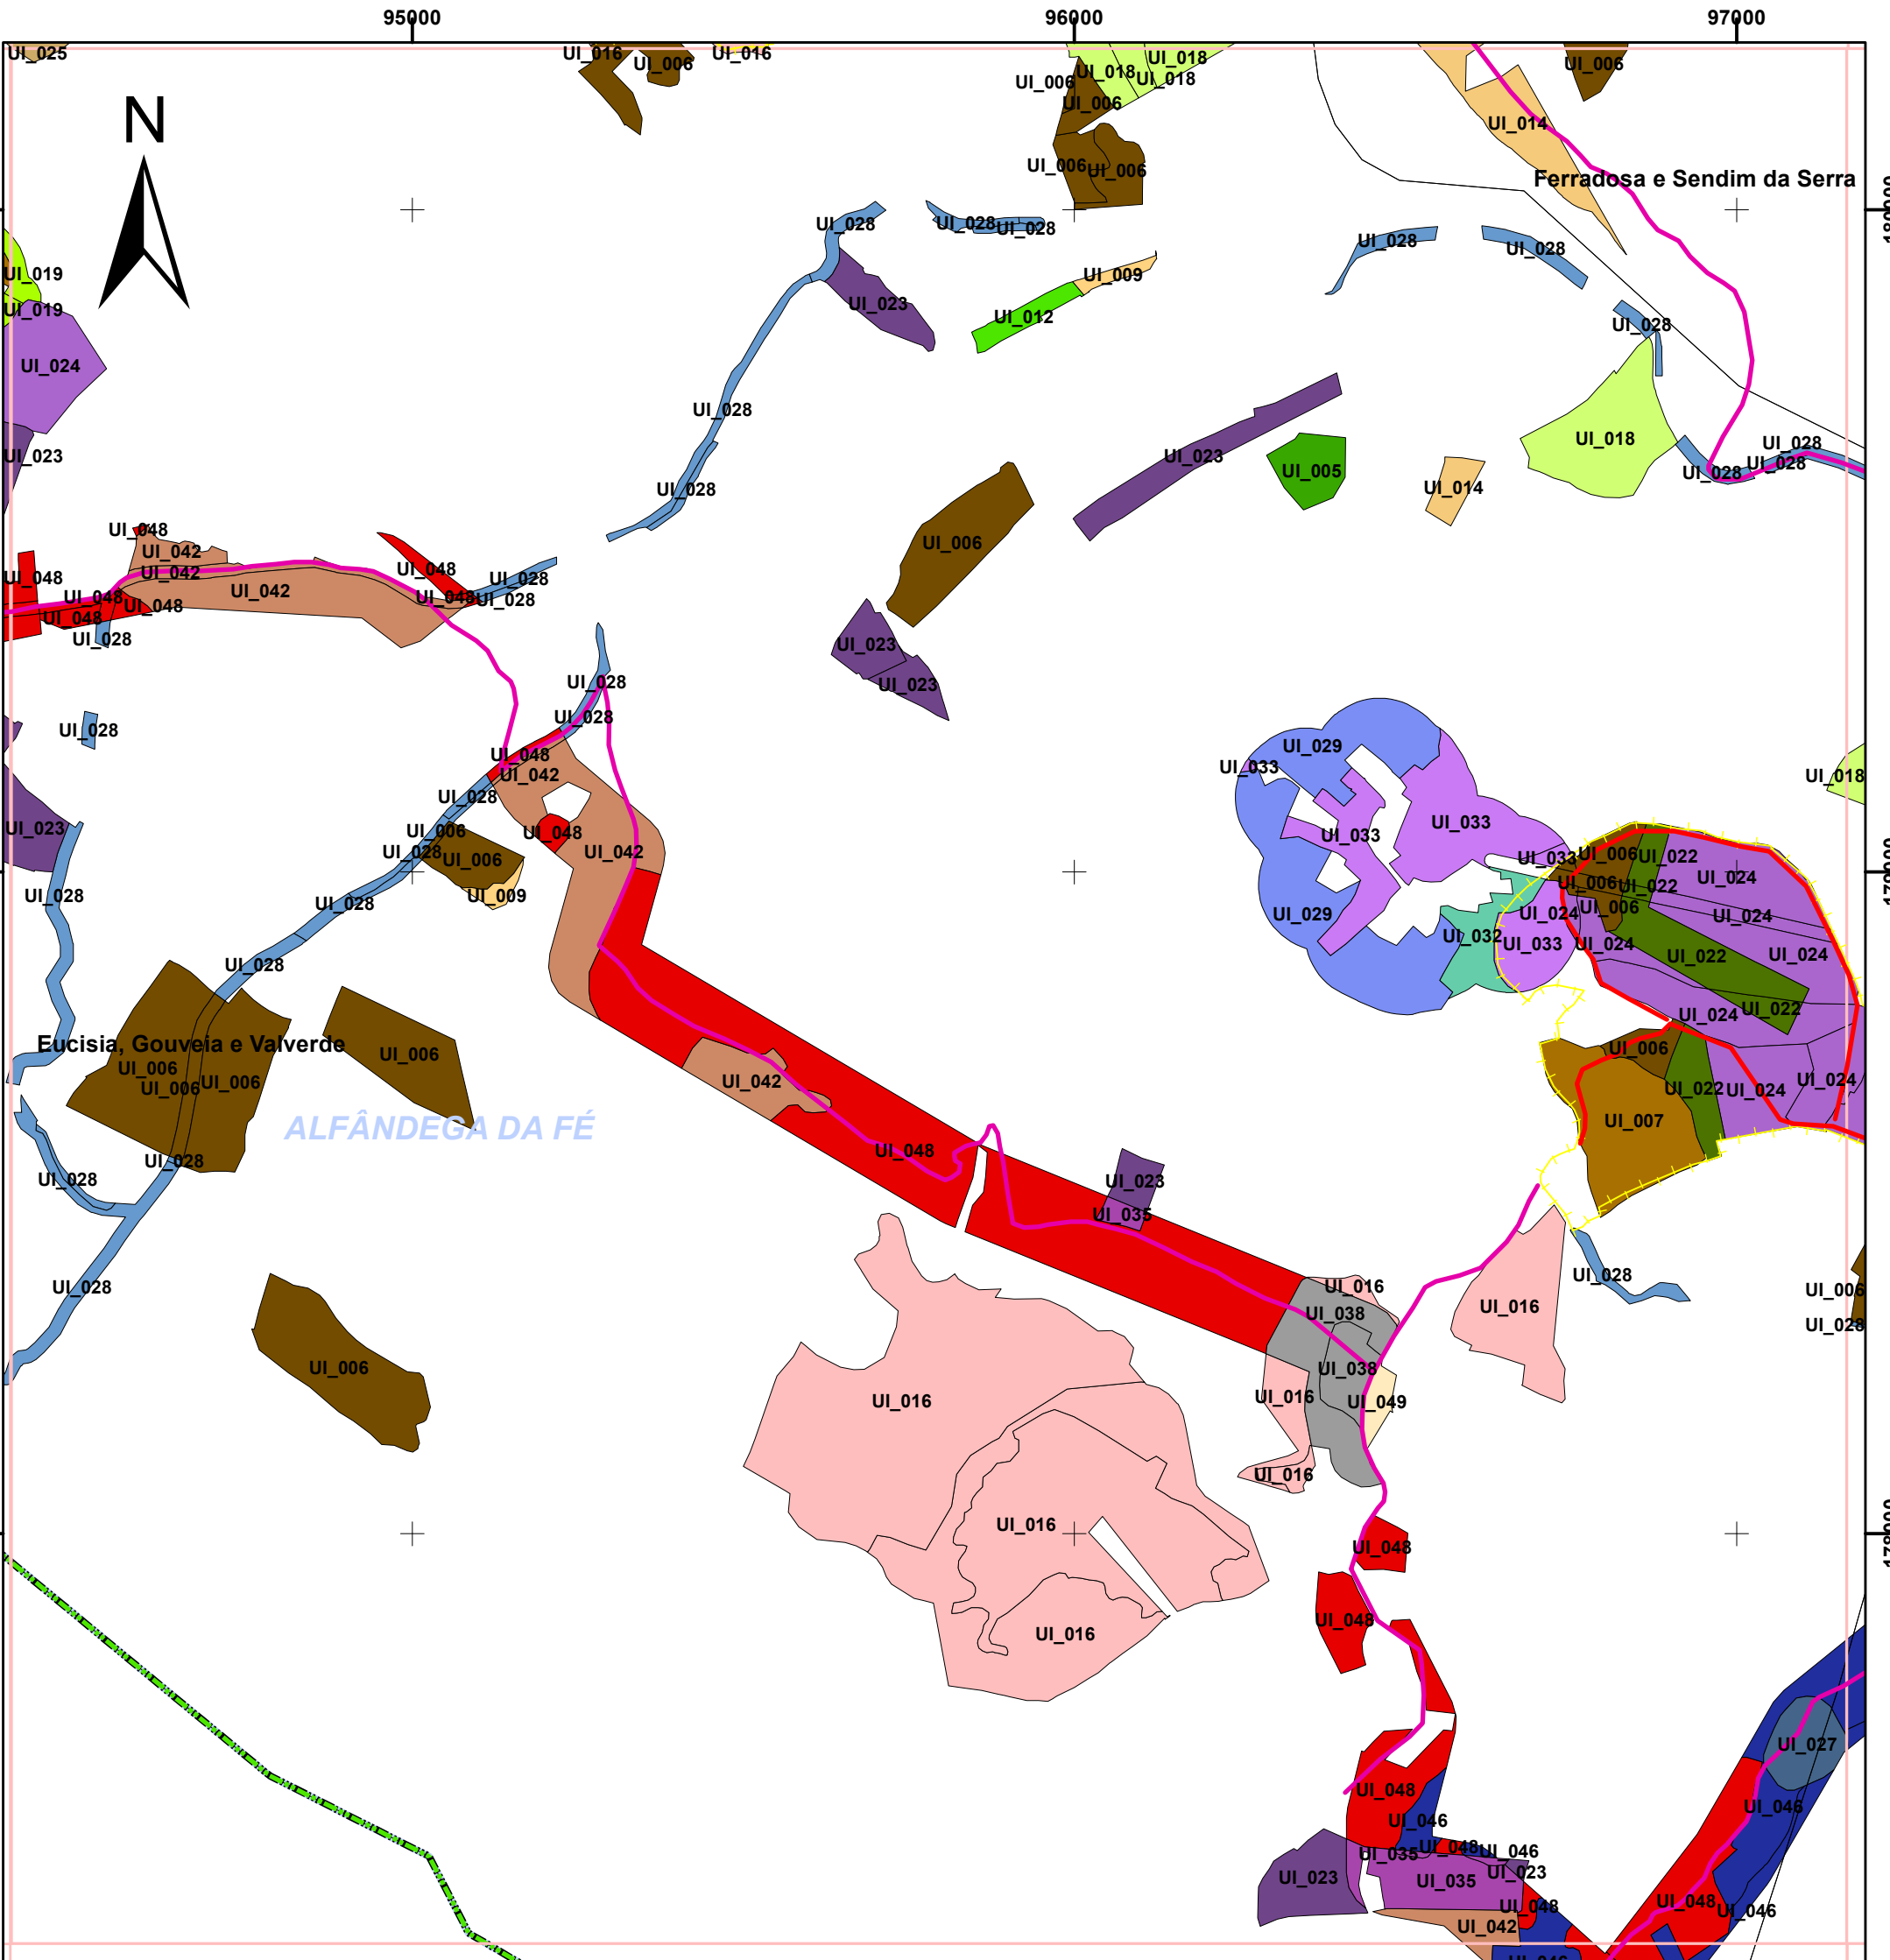 95000
96000
97000
UI_025
UI_016
UI_006
UI_016
UI_018
UI_018
UI_018
UI_006
UI_006
UI_006
N
UI_014
UI_006
UI_006
Ferradosa e Sendim da Serra
UI_028
UI_028
UI_028
UI_028
UI_028
UI_019
UI_009
UI_019
UI_023
UI_012
UI_028
UI_024
UI_028
UI_018
UI_028
UI_023
UI_023
UI_005
UI_028
UI_028
UI_028
UI_014
UI_028
UI_048
UI_042
UI_006
UI_048
UI_042
UI_048
UI_028
UI_042
UI_048
UI_048
UI_048
UI_028
UI_048
UI_028
UI_023
UI_028
UI_023
UI_028
UI_028
UI_029
UI_048
UI_033
UI_042
UI_018
UI_028
UI_023
UI_006
UI_048
UI_033
UI_033
UI_028
UI_006
UI_042
UI_033
UI_006
UI_022
UI_028
UI_028
UI_009
UI_006
UI_022
UI_024
UI_029
UI_024
UI_006
UI_024
UI_032
UI_033
UI_024
UI_022
UI_024
UI_028
UI_024
UI_022
Eucisia, Gouveia e Valverde
UI_006
UI_006
UI_006
UI_006
UI_006
UI_042
UI_022
UI_024
UI_024
ALFÂNDEGA DA FÉ
UI_007
UI_028
UI_028
UI_048
UI_023
UI_035
UI_028
UI_016
UI_028
UI_006
UI_038
UI_016
UI_028
UI_006
UI_038
UI_016
UI_016
UI_049
UI_016
UI_016
UI_048
UI_048
UI_016
UI_027
UI_048
UI_046
UI_046
UI_035
UI_048
UI_046
UI_023
UI_035
UI_023
UI_048
UI_048
UI_046
UI_042